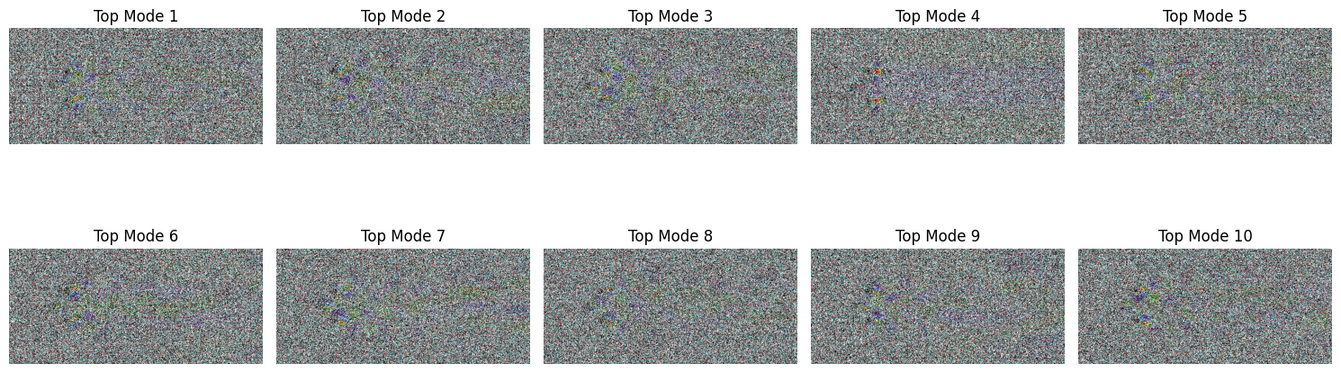 Top Mode 1
Top Mode 2
Top Mode 3
Top Mode 4
Top Mode 5
Top Mode 6
Top Mode 7
Top Mode 8
Top Mode 9
Top Mode 10